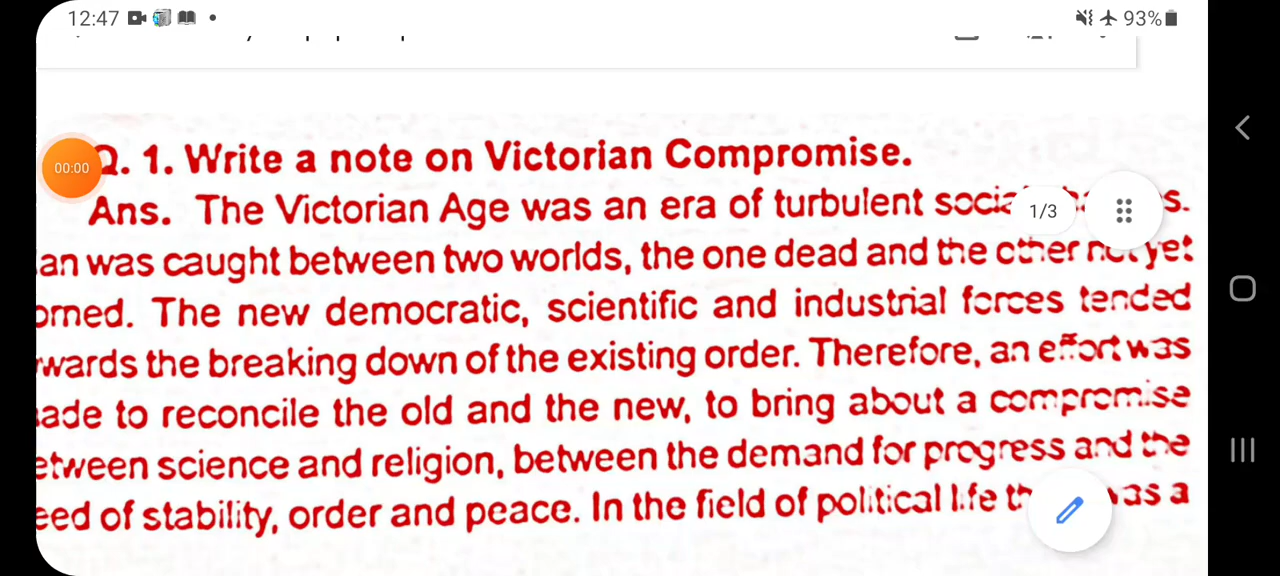 12:47
93%
00:00
Q. 1. Write a note on Victorian Compromise.
1/3
Ans. The Victorian Age was an era of turbulent
an was caught between two worlds, the one dead and the other not yet
orned. The new democratic, scientific and industrial forces tended
wards the breaking down of the existing order. Therefore, an effort was
ade to reconcile the old and the new, to bring about a compromise
etween science and religion, between the demand for progress and the
eed of stability, order and peace. In the field of political life was a